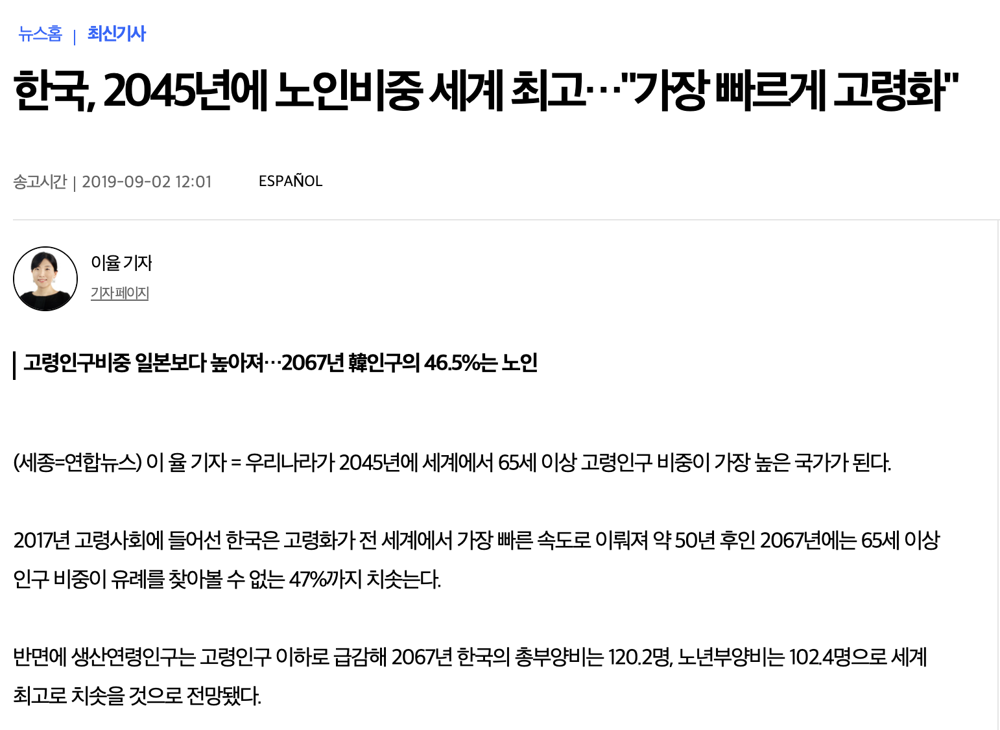 뉴스홈 | 최신기사
한국, 2045년에 노인비중 세계 최고…"가장 빠르게 고령화"
송고시간 | 2019-09-02 12:01 ESPAÑOL
이율 기자
기자 페이지
고령인구비중 일본보다 높아져…2067년 韓인구의 46.5%는 노인
(세종=연합뉴스) 이 율 기자 = 우리나라가 2045년에 세계에서 65세 이상 고령인구 비중이 가장 높은 국가가 된다.
2017년 고령사회에 들어선 한국은 고령화가 전 세계에서 가장 빠른 속도로 이뤄져 약 50년 후인 2067년에는 65세 이상
인구 비중이 유례를 찾아볼 수 없는 47%까지 치솟는다.
반면에 생산연령인구는 고령인구 이하로 급감해 2067년 한국의 총부양비는 120.2명, 노년부양비는 102.4명으로 세계
최고로 치솟을 것으로 전망됐다.